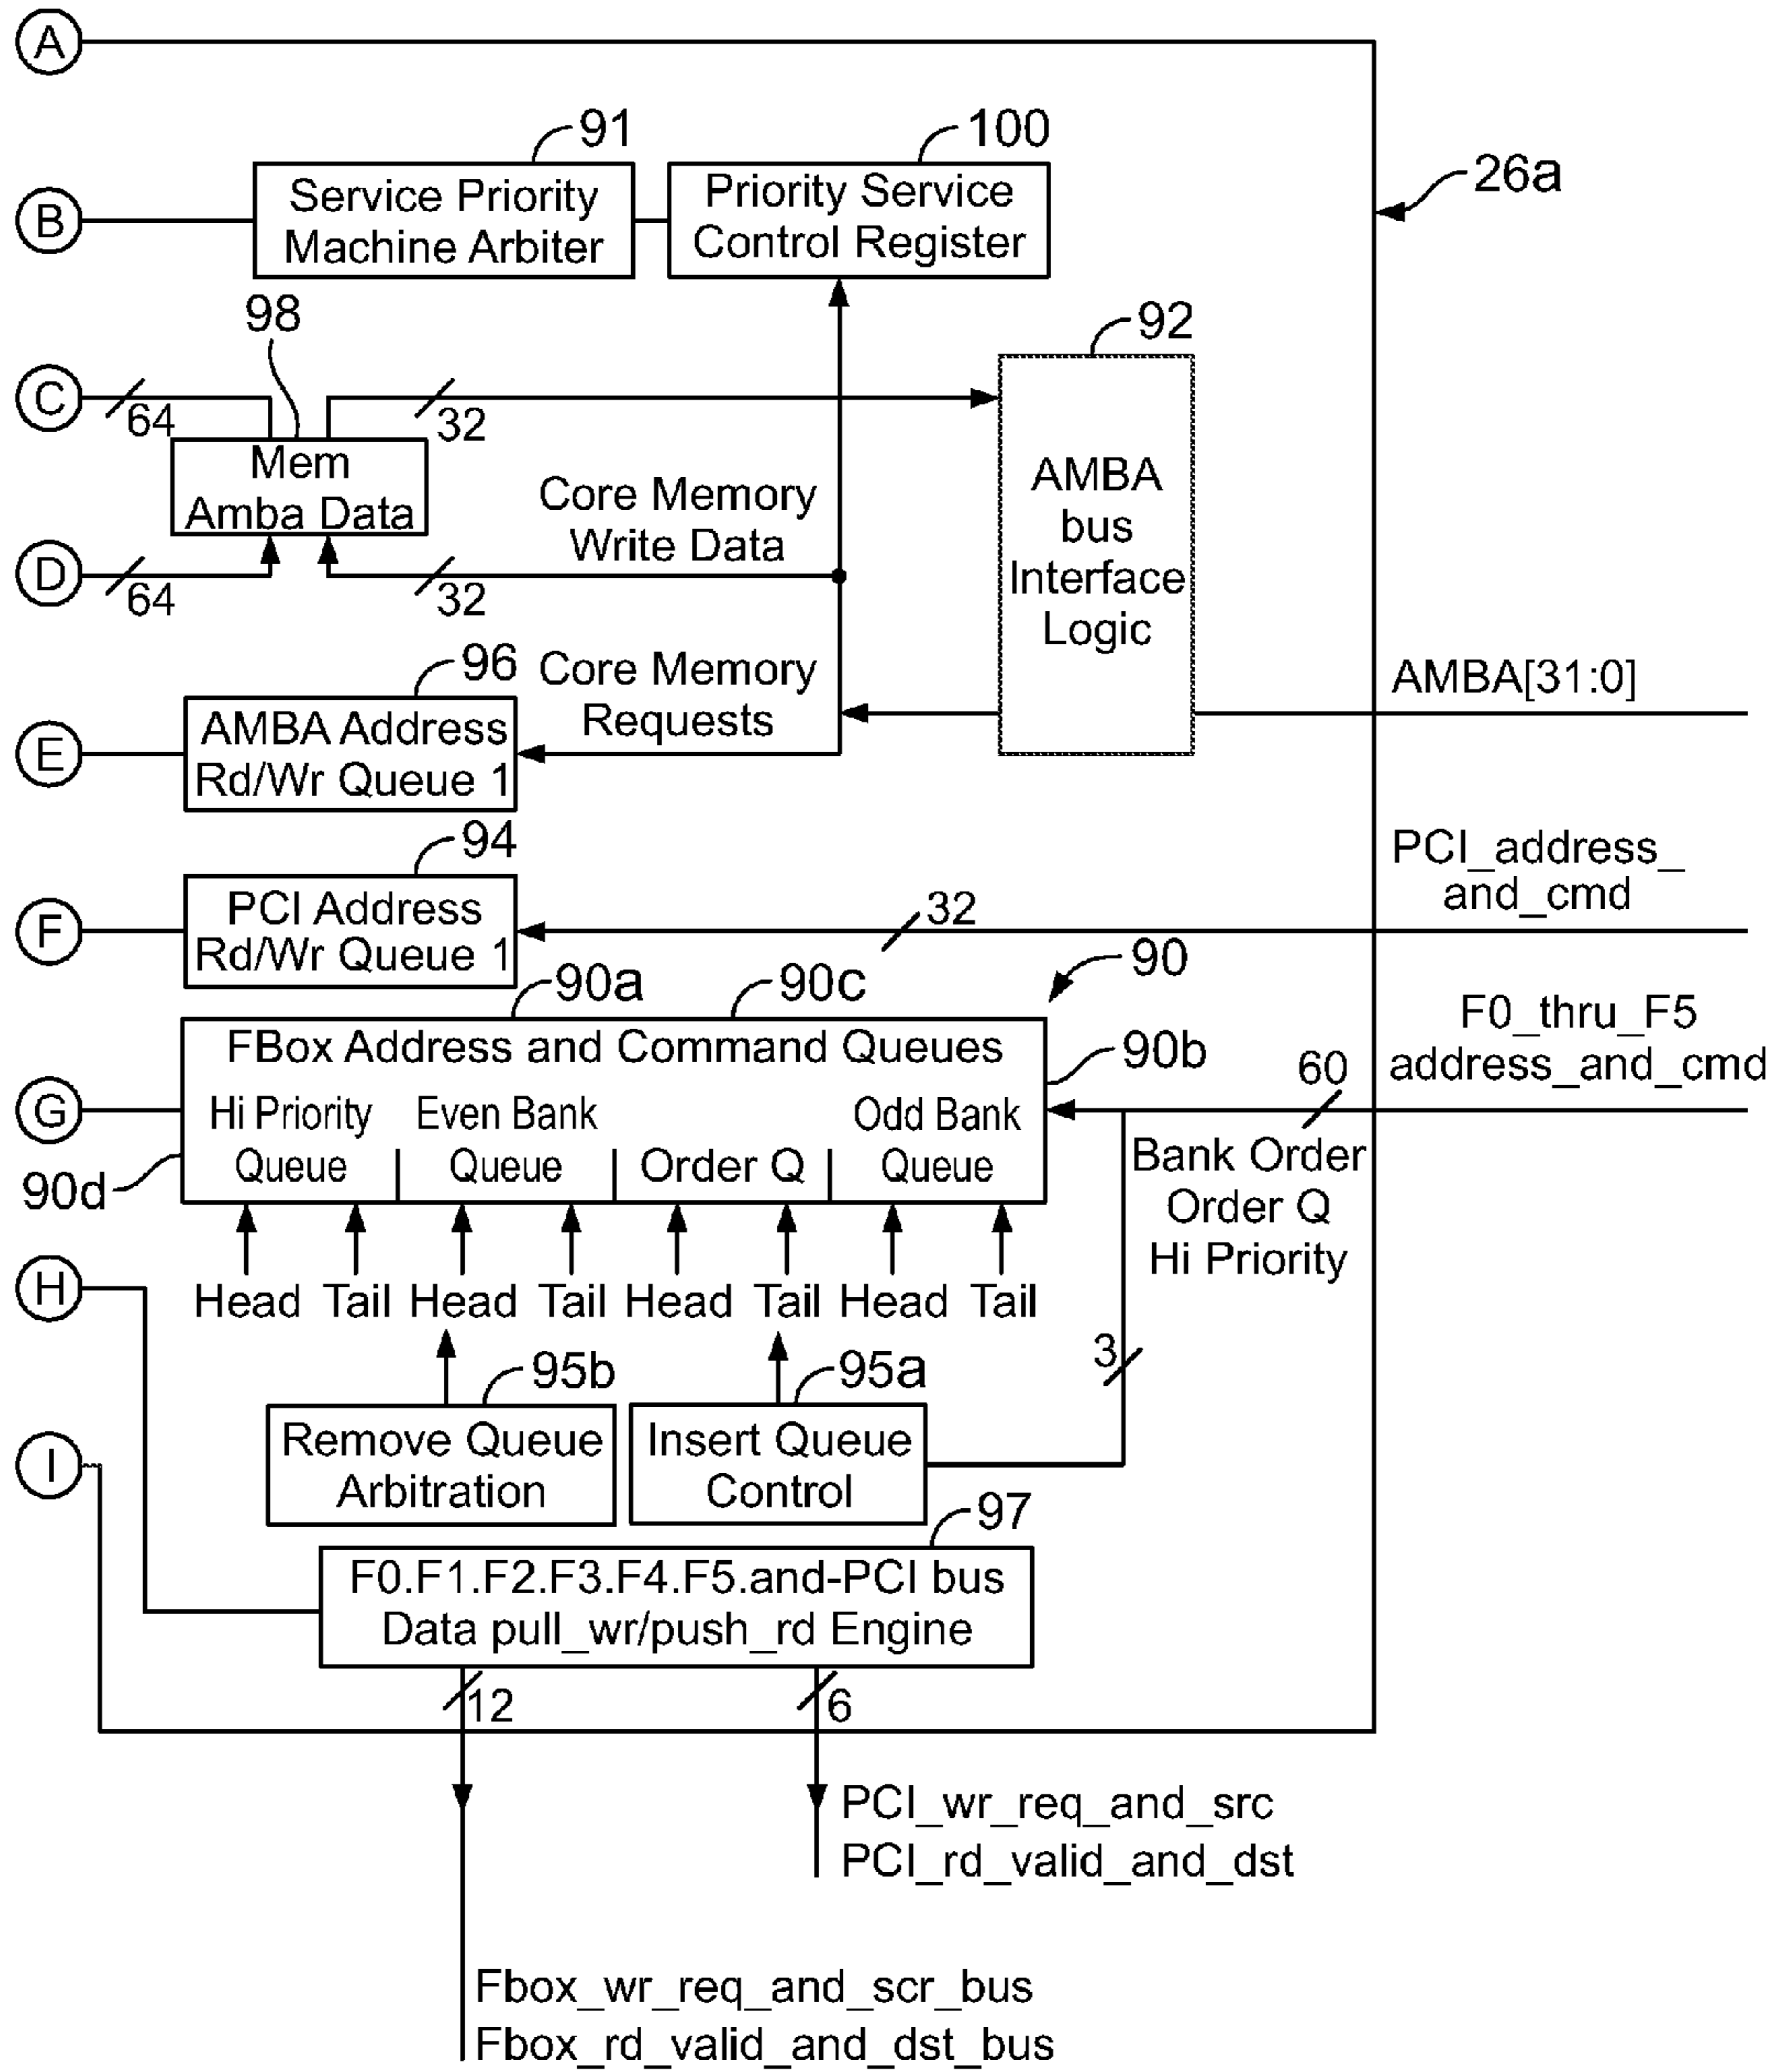 A
91
100
Service Priority
Machine Arbiter
Priority Service
Control Register
26a
B
98
92
C
64
32
Mem
Amba Data
Core Memory
Write Data
AMBA
bus
Interface
Logic
D
64
32
96
Core Memory
Requests
AMBA[31:0]
E
AMBA Address
Rd/Wr Queue 1
94
PCI_address_
and_cmd
F
PCI Address
Rd/Wr Queue 1
32
90
90a
90c
F0_thru_F5
address_and_cmd
FBox Address and Command Queues
90b
60
G
Hi Priority
Queue
Even Bank
Queue
Order Q
Odd Bank
Queue
Bank Order
Order Q
Hi Priority
90d
H
Head Tail Head Tail Head Tail Head Tail
3
95b
95a
I
Remove Queue
Arbitration
Insert Queue
Control
97
F0.F1.F2.F3.F4.F5.and-PCI bus
Data pull_wr/push_rd Engine
12
6
PCI_wr_req_and_src
PCI_rd_valid_and_dst
Fbox_wr_req_and_scr_bus
Fbox_rd_valid_and_dst_bus